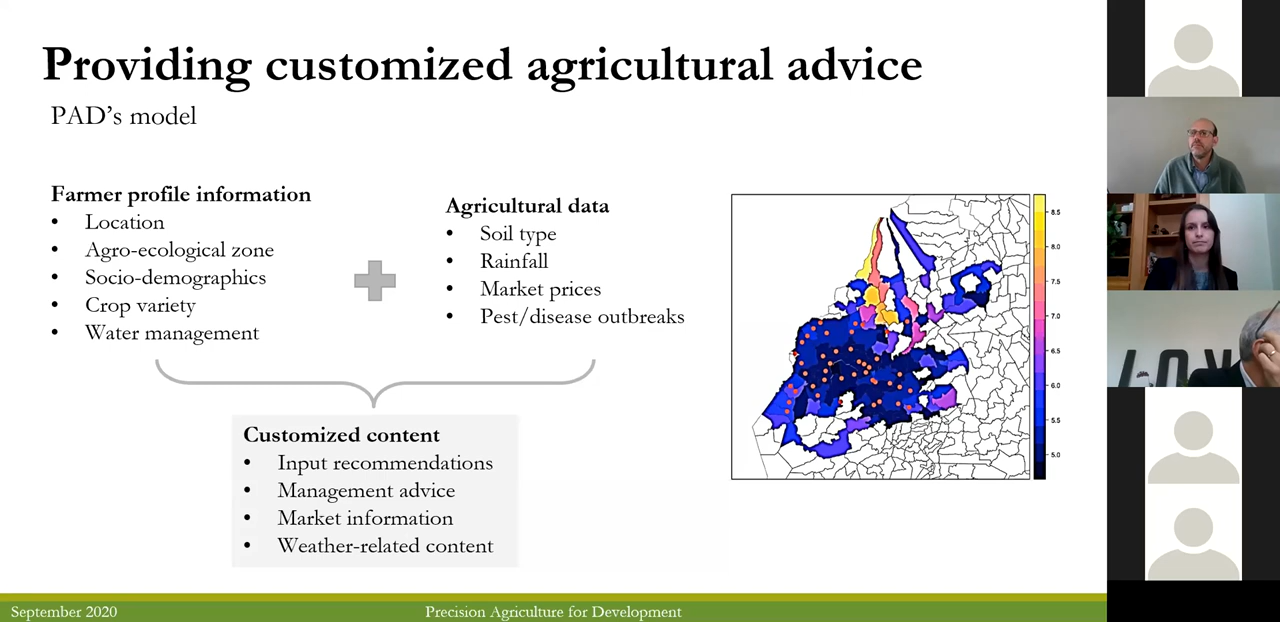 Providing customized agricultural advice
PAD's model
Farmer profile information
• Location
• Agro-ecological zone
• Socio-demographics
• Crop variety
• Water management
Agricultural data
• Soil type
• Rainfall
• Market prices
• Pest/disease outbreaks
Customized content
• Input recommendations
• Management advice
• Market information
• Weather-related content
8.5
8.0
7.5
7.0
6.5
6.0
5.5
5.0
September 2020
Precision Agriculture for Development